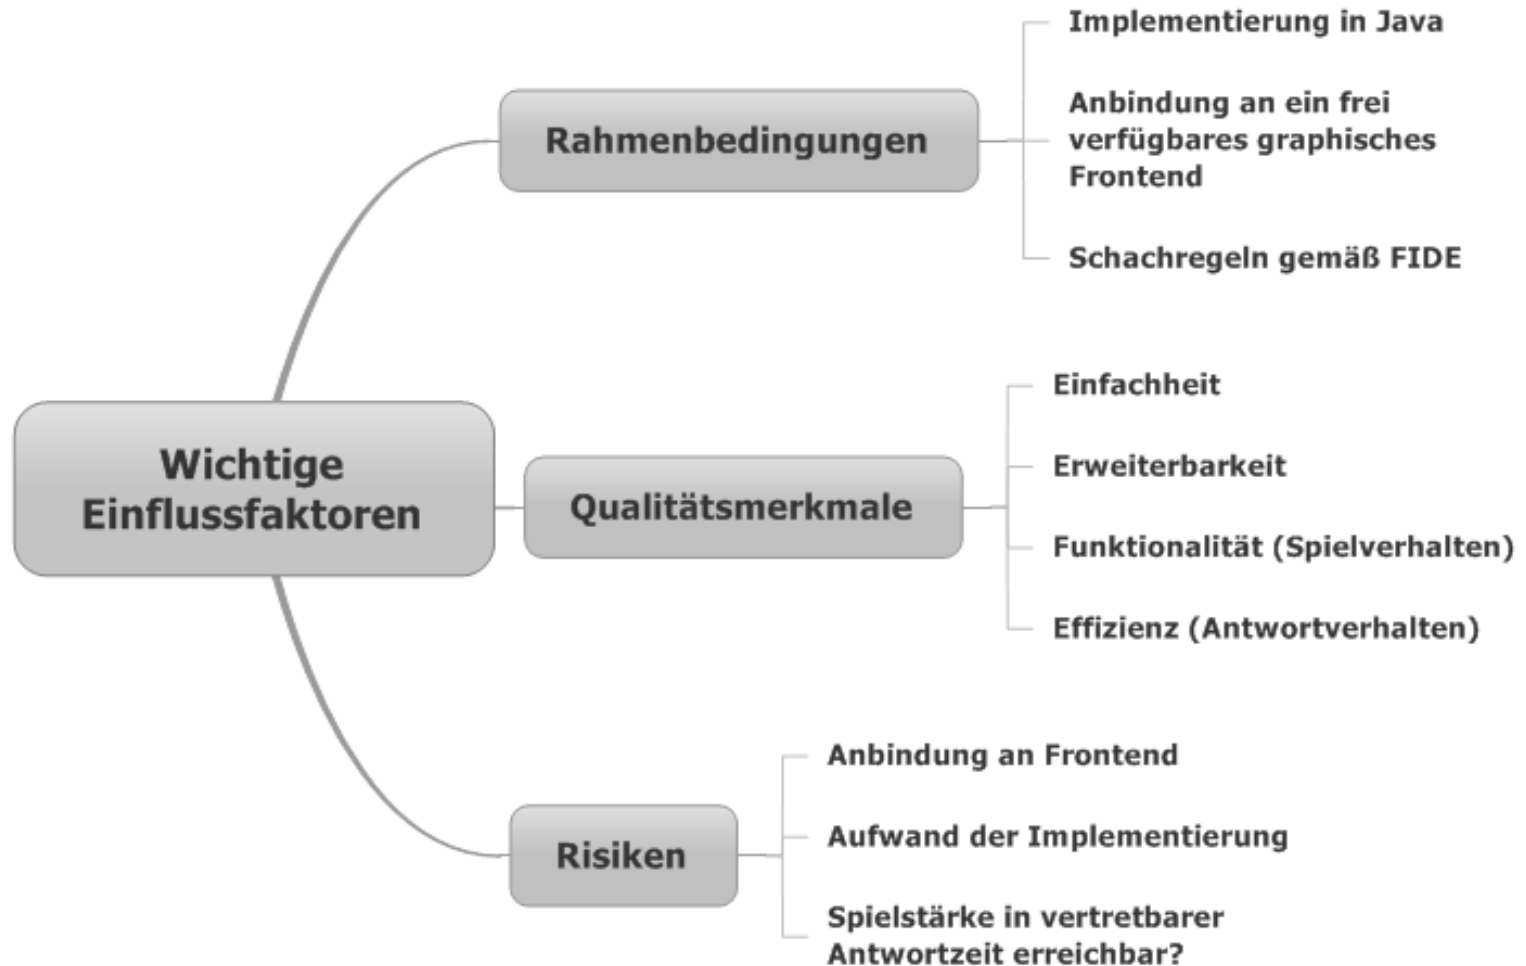 Wichtige
Einflussfaktoren
Rahmenbedingungen
Implementierung in Java
Anbindung an ein frei
verfügbares graphisches
Frontend
Schachregeln gemäß FIDE
Qualitätsmerkmale
Einfachheit
Erweiterbarkeit
Funktionalität (Spielverhalten)
Effizienz (Antwortverhalten)
Risiken
Anbindung an Frontend
Aufwand der Implementierung
Spielstärke in vertretbarer
Antwortzeit erreichbar?